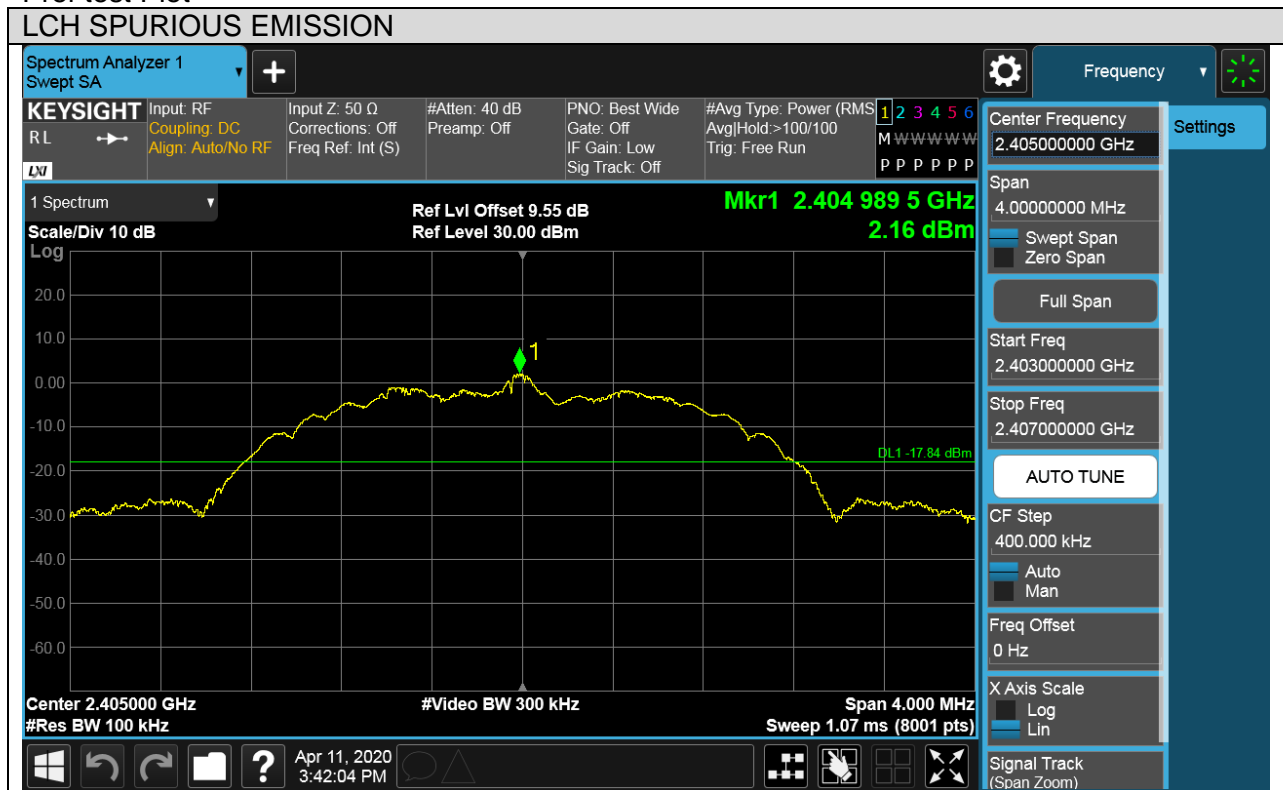 LCH SPURIOUS EMISSION
Spectrum Analyzer 1
Swept SA
+
Frequency
KEYSIGHT
RL
LXI
Input: RF
Coupling: DC
Align: Auto/No RF
Input Z: 50 Ω
Corrections: Off
Freq Ref: Int (S)
#Atten: 40 dB
Preamp: Off
PNO: Best Wide
Gate: Off
IF Gain: Low
Sig Track: Off
#Avg Type: Power (RMS
Avg|Hold:>100/100
Trig: Free Run
1 2 3 4 5 6
M W W W W W
P P P P P P
1 Spectrum
Scale/Div 10 dB
Ref Lvl Offset 9.55 dB
Ref Level 30.00 dBm
Mkr1 2.404 989 5 GHz
2.16 dBm
Log
20.0
10.0
0.00
-10.0
-20.0
-30.0
-40.0
-50.0
-60.0
1
DL1 -17.84 dBm
Center 2.405000 GHz
#Res BW 100 kHz
#Video BW 300 kHz
Span 4.000 MHz
Sweep 1.07 ms (8001 pts)
Center Frequency
2.405000000 GHz
Settings
Span
4.00000000 MHz
Swept Span
Zero Span
Full Span
Start Freq
2.403000000 GHz
Stop Freq
2.407000000 GHz
AUTO TUNE
CF Step
400.000 kHz
Auto
Man
Freq Offset
0 Hz
X Axis Scale
Log
Lin
Signal Track
(Span Zoom)
?
Apr 11, 2020
3:42:04 PM